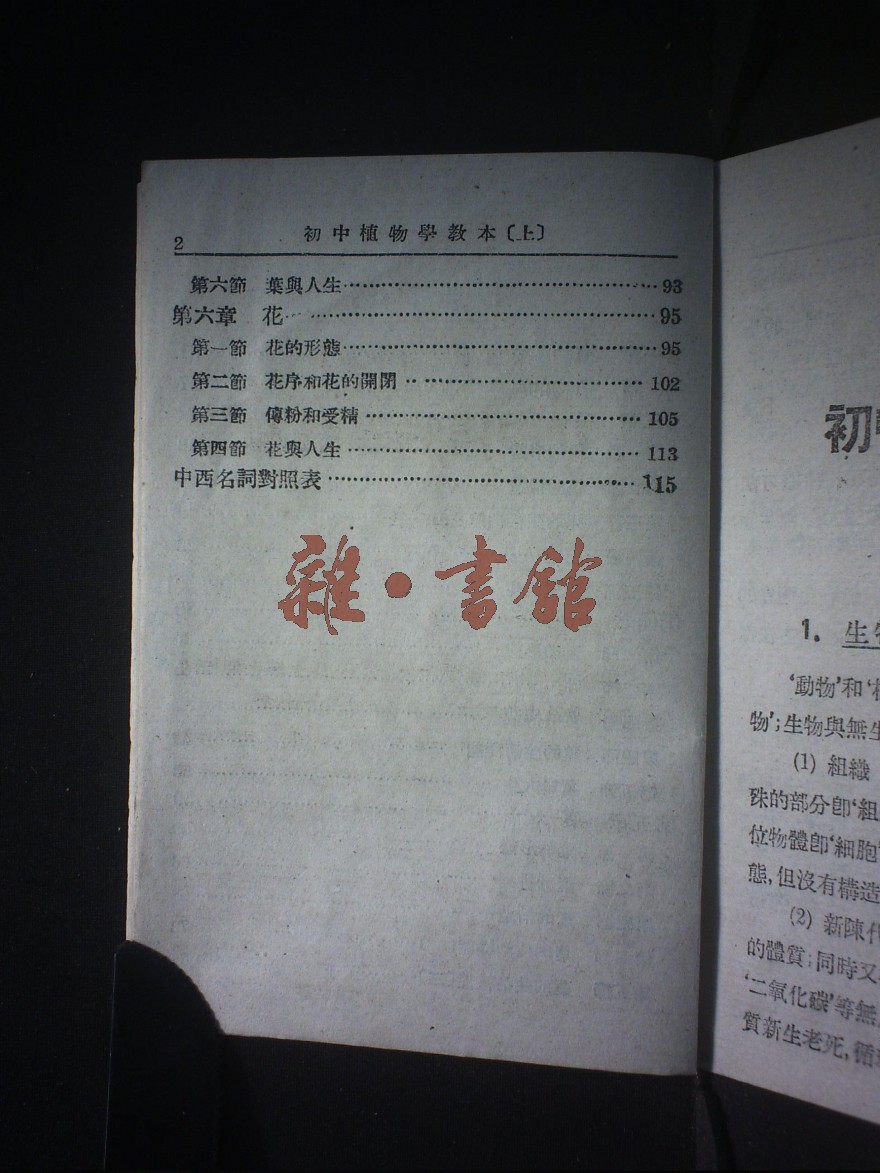 2
初中植物學教本〔上〕
第六節 葉與人生 93
第六章 花 95
第一節 花的形態 95
第二節 花序和花的開閉 102
第三節 傳粉和受精 105
第四節 花與人生 113
中西名詞對照表 115
雜·書館
初
1. 生
‘動物’和‘
物’;生物與無生
(1) 組織
殊的部分卽‘組
位物體卽‘細胞’
態,但沒有構造
(2) 新陳代
的體質;同時又
‘二氧化碳’等無
質新生老死,循